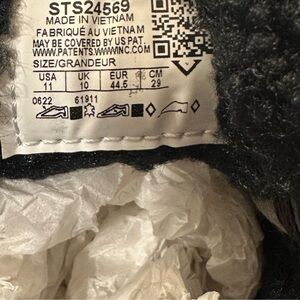 STS24569
MADE IN VIETNAM
FABRIQUÉ AU VIETNAM
MAY BE COVERED BY US PAT.
WWW.PATENTS.WWWINC.COM
SIZE/GRANDEUR
USA UK EUR CM
11 10 44.5 29
0622 61911